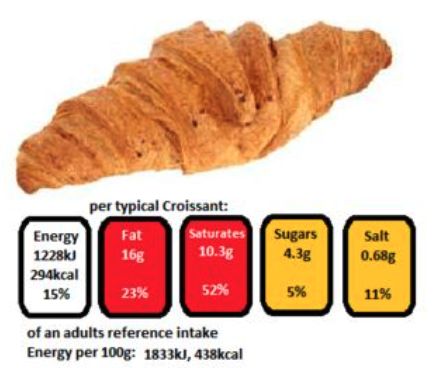 per typical Croissant:
Energy
1228kJ
294kcal
15%
Fat
16g
23%
Saturates
10.3g
52%
Sugars
4.3g
5%
Salt
0.68g
11%
of an adults reference intake
Energy per 100g: 1833kJ, 438kcal